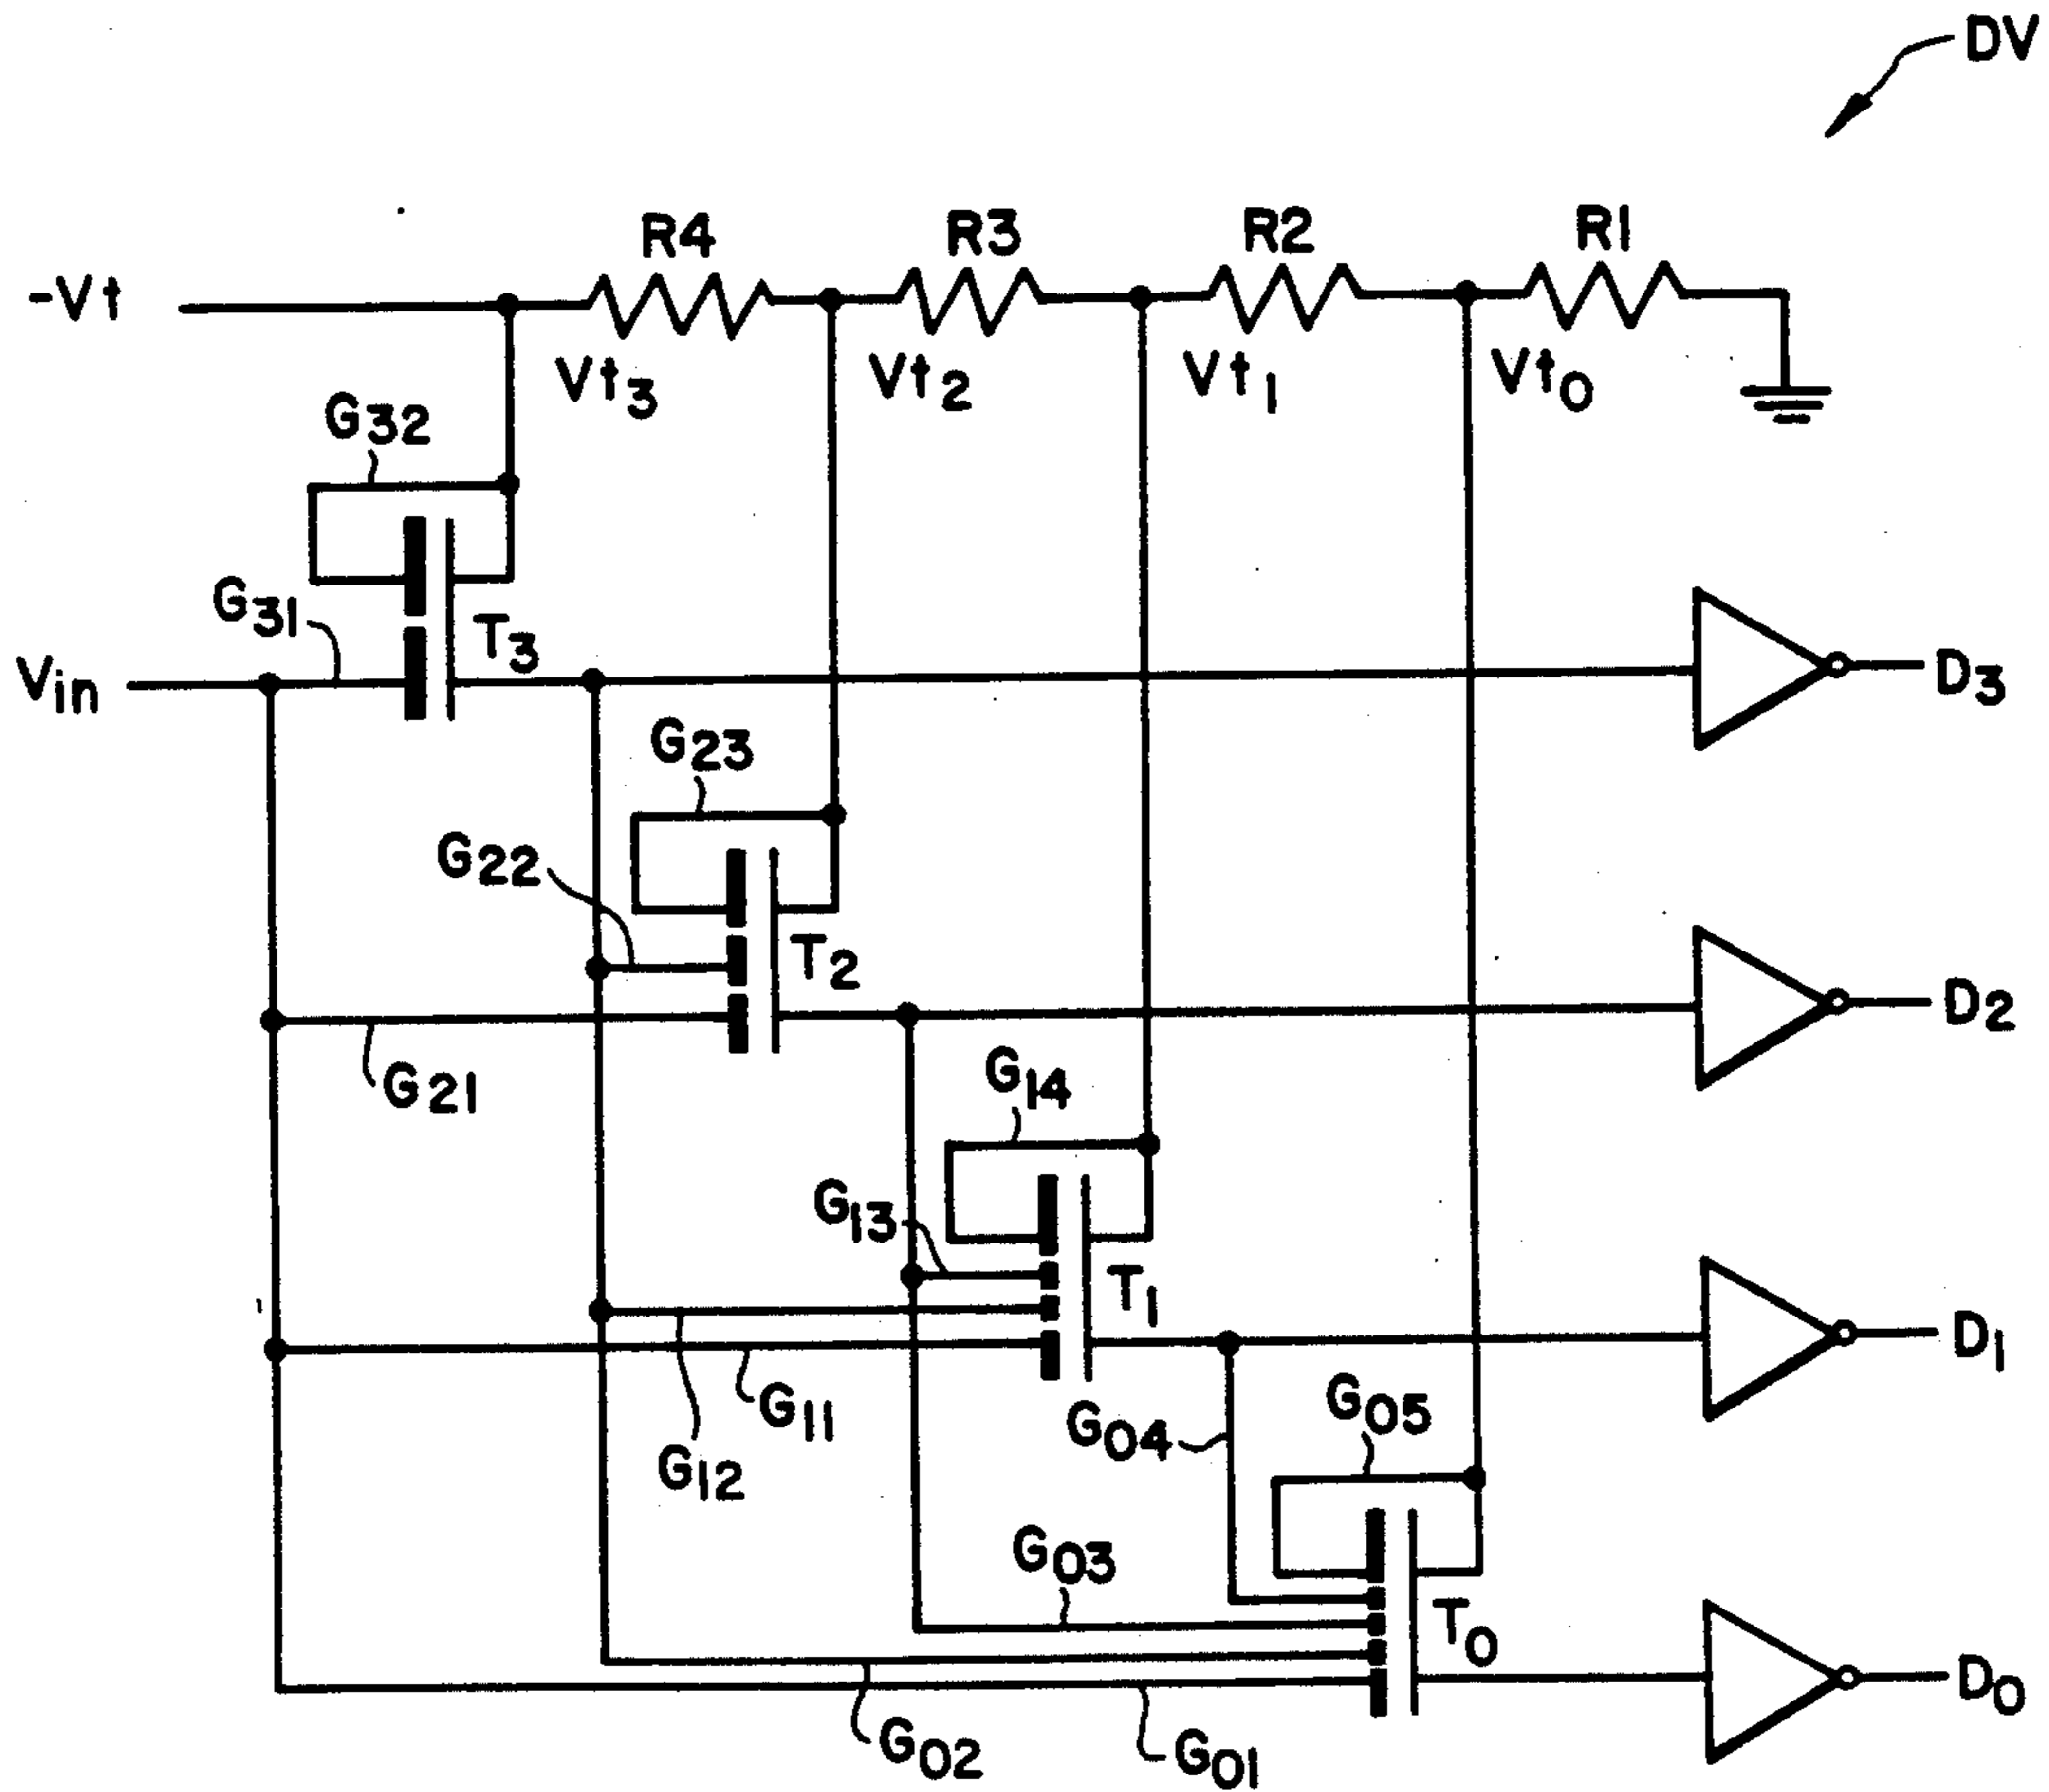 DV
R4 R3 R2 R1
-Vt
Vt3 Vt2 Vt1 Vt0
G32
G31
T3
Vin
D3
G23
G22
T2
D2
G21
G14
G13
T1
D1
G11
G04
G05
G12
G03
T0
D0
G02
G01